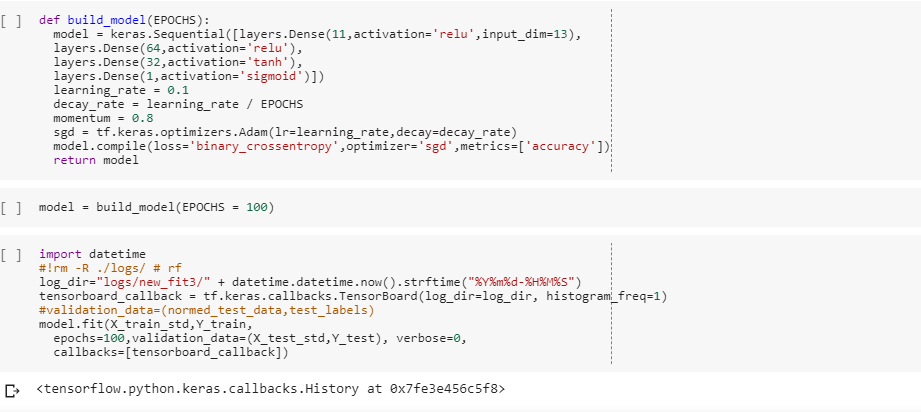 [ ] def build_model(EPOCHS):
model = keras.Sequential([layers.Dense(11,activation='relu',input_dim=13),
layers.Dense(64,activation='relu'),
layers.Dense(32,activation='tanh'),
layers.Dense(1,activation='sigmoid')])
learning_rate = 0.1
decay_rate = learning_rate / EPOCHS
momentum = 0.8
sgd = tf.keras.optimizers.Adam(lr=learning_rate,decay=decay_rate)
model.compile(loss='binary_crossentropy',optimizer='sgd',metrics=['accuracy'])
return model
[ ] model = build_model(EPOCHS = 100)
[ ] import datetime
#!rm -R ./logs/ # rf
log_dir="logs/new_fit3/" + datetime.datetime.now().strftime("%Y%m%d-%H%M%S")
tensorboard_callback = tf.keras.callbacks.TensorBoard(log_dir=log_dir, histogram_freq=1)
#validation_data=(normed_test_data,test_labels)
model.fit(X_train_std,Y_train,
epochs=100,validation_data=(X_test_std,Y_test), verbose=0,
callbacks=[tensorboard_callback])
<tensorflow.python.keras.callbacks.History at 0x7fe3e456c5f8>